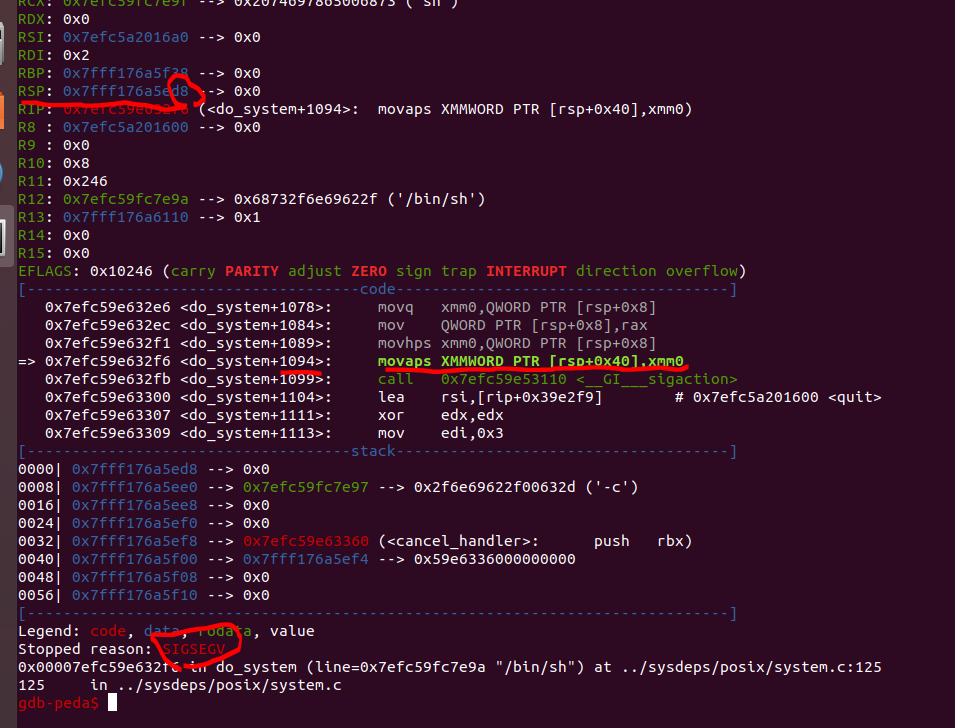 RCX: 0x7efc59fc7e9f --> 0x2074697865006873 ('sh')
RDX: 0x0
RSI: 0x7efc5a2016a0 --> 0x0
RDI: 0x2
RBP: 0x7fff176a5f38 --> 0x0
RSP: 0x7fff176a5ed8 --> 0x0
RIP: 0x7efc59e632f6 (<do_system+1094>: movaps XMMWORD PTR [rsp+0x40],xmm0)
R8 : 0x7efc5a201600 --> 0x0
R9 : 0x0
R10: 0x8
R11: 0x246
R12: 0x7efc59fc7e9a --> 0x68732f6e69622f ('/bin/sh')
R13: 0x7fff176a6110 --> 0x1
R14: 0x0
R15: 0x0
EFLAGS: 0x10246 (carry PARITY adjust ZERO sign trap INTERRUPT direction overflow)
[-------------------------------------code-------------------------------------]
0x7efc59e632e6 <do_system+1078>: movq xmm0,QWORD PTR [rsp+0x8]
0x7efc59e632ec <do_system+1084>: mov QWORD PTR [rsp+0x8],rax
0x7efc59e632f1 <do_system+1089>: movhps xmm0,QWORD PTR [rsp+0x8]
=> 0x7efc59e632f6 <do_system+1094>: movaps XMMWORD PTR [rsp+0x40],xmm0
0x7efc59e632fb <do_system+1099>: call 0x7efc59e53110 <__GI___sigaction>
0x7efc59e63300 <do_system+1104>: lea rsi,[rip+0x39e2f9] # 0x7efc5a201600 <quit>
0x7efc59e63307 <do_system+1111>: xor edx,edx
0x7efc59e63309 <do_system+1113>: mov edi,0x3
[------------------------------------stack-------------------------------------]
0000| 0x7fff176a5ed8 --> 0x0
0008| 0x7fff176a5ee0 --> 0x7efc59fc7e97 --> 0x2f6e69622f00632d ('-c')
0016| 0x7fff176a5ee8 --> 0x0
0024| 0x7fff176a5ef0 --> 0x0
0032| 0x7fff176a5ef8 --> 0x7efc59e63360 (<cancel_handler>: push rbx)
0040| 0x7fff176a5f00 --> 0x7fff176a5ef4 --> 0x59e6336000000000
0048| 0x7fff176a5f08 --> 0x0
0056| 0x7fff176a5f10 --> 0x0
[------------------------------------------------------------------------------]
Legend: code, data, rodata, value
Stopped reason: SIGSEGV
0x00007efc59e632f6 in do_system (line=0x7efc59fc7e9a "/bin/sh") at ../sysdeps/posix/system.c:125
125 in ../sysdeps/posix/system.c
gdb-peda$